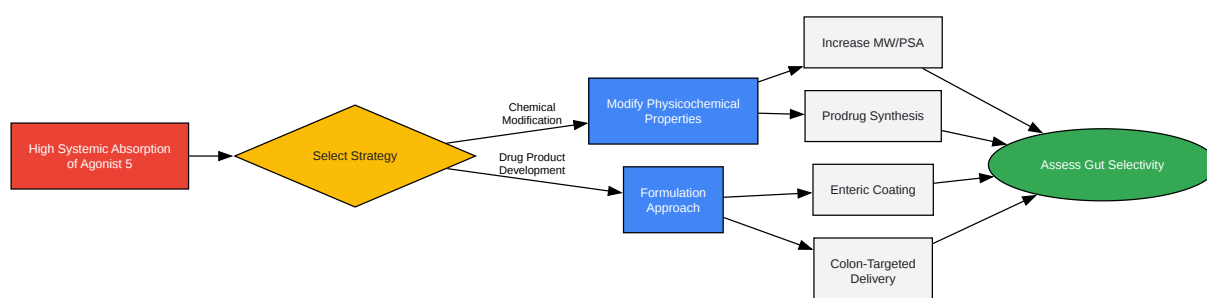 High Systemic Absorption
of Agonist 5
Select Strategy
Chemical
Modification
Drug Product
Development
Modify Physicochemical
Properties
Formulation
Approach
Increase MW/PSA
Prodrug Synthesis
Enteric Coating
Colon-Targeted
Delivery
Assess Gut Selectivity